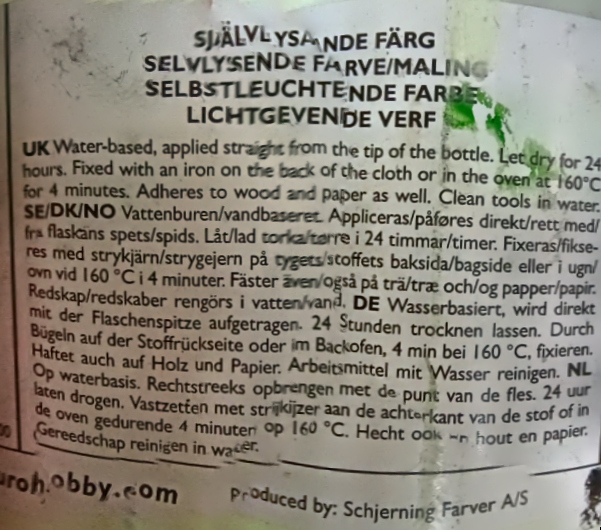 SJÄLVLYSANDE FÄRG
SELVLYSENDE FARVE/MALING
SELBSTLEUCHTENDE FARBE
LICHTGEVENDE VERF
UK Water-based, applied straight from the tip of the bottle. Let dry for 24
hours. Fixed with an iron on the back of the cloth or in the oven at 160°C
for 4 minutes. Adheres to wood and paper as well. Clean tools in water.
SE/DK/NO Vattenburen/vandbaseret. Appliceras/påføres direkt/rett med/
fra flaskans spets/spids. Låt/lad torka/tørre i 24 timmar/timer. Fixeras/fikse-
res med strykjärn/strygejern på tygets/stoffets baksida/bagside eller i ugn/
ovn vid 160 °C i 4 minuter. Fäster även/også på trä/træ och/og papper/papir.
Redskap/redskaber rengörs i vatten/vand. DE Wasserbasiert, wird direkt
mit der Flaschenspitze aufgetragen. 24 Stunden trocknen lassen. Durch
Bügeln auf der Stoffrückseite oder im Backofen, 4 min bei 160 °C, fixieren.
Haftet auch auf Holz und Papier. Arbeitsmittel mit Wasser reinigen. NL
Op waterbasis. Rechtstreeks opbrengen met de punt van de fles. 24 uur
laten drogen. Vastzetten met strijkijzer aan de achterkant van de stof of in
de oven gedurende 4 minuten op 160 °C. Hecht ook hout en papier.
Gereedschap reinigen in water.
urohobby.com
Produced by: Schjerning Farver A/S